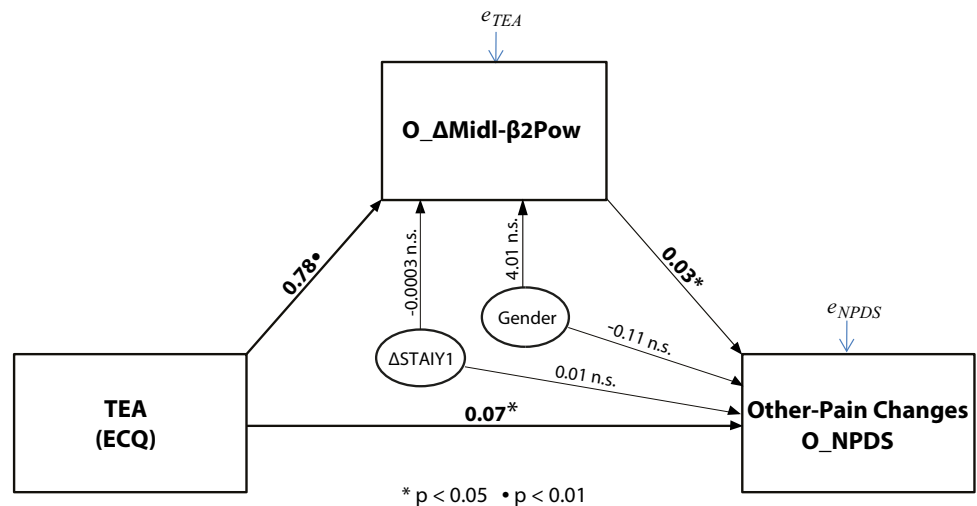 e_TEA
O_ΔMidl-β2Pow
0.78•
-0.0003 n.s.
4.01 n.s.
0.03*
Gender
e_NPDS
-0.11 n.s.
ΔSTAIY1
0.01 n.s.
TEA
(ECQ)
0.07*
Other-Pain Changes
O_NPDS
* p < 0.05 • p < 0.01